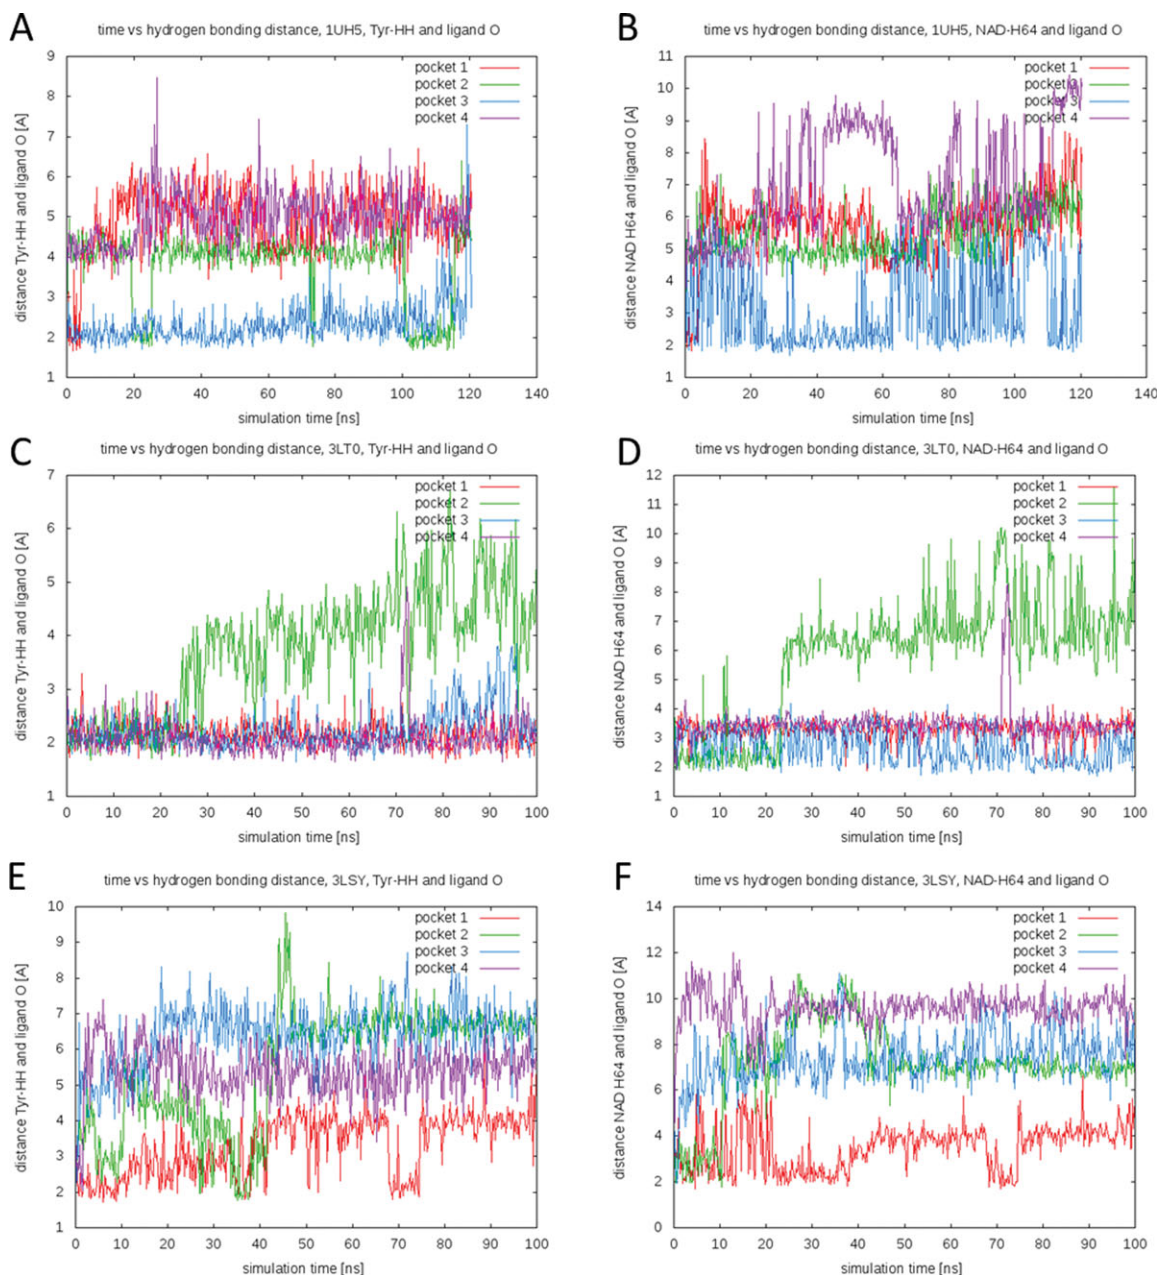 A
time vs hydrogen bonding distance, 1UH5, Tyr-HH and ligand O
distance Tyr-HH and ligand O [A]
9
8
7
6
5
4
3
2
1
pocket 1
pocket 2
pocket 3
pocket 4
0 20 40 60 80 100 120 140
simulation time [ns]
B
time vs hydrogen bonding distance, 1UH5, NAD-H64 and ligand O
distance NAD H64 and ligand O [A]
11
10
9
8
7
6
5
4
3
2
1
pocket 1
pocket 3
pocket 4
0 20 40 60 80 100 120 140
simulation time [ns]
C
time vs hydrogen bonding distance, 3LT0, Tyr-HH and ligand O
distance Tyr-HH and ligand O [A]
7
6
5
4
3
2
1
pocket 1
pocket 2
pocket 3
pocket 4
0 10 20 30 40 50 60 70 80 90 100
simulation time [ns]
D
time vs hydrogen bonding distance, 3LT0, NAD-H64 and ligand O
distance NAD H64 and ligand O [A]
12
11
10
9
8
7
6
5
4
3
2
1
pocket 1
pocket 2
pocket 3
pocket 4
0 10 20 30 40 50 60 70 80 90 100
simulation time [ns]
E
time vs hydrogen bonding distance, 3LSY, Tyr-HH and ligand O
distance Tyr-HH and ligand O [A]
10
9
8
7
6
5
4
3
2
1
pocket 1
pocket 2
pocket 3
pocket 4
0 10 20 30 40 50 60 70 80 90 100
simulation time [ns]
F
time vs hydrogen bonding distance, 3LSY, NAD-H64 and ligand O
distance NAD H64 and ligand O [A]
14
12
10
8
6
4
2
0
pocket 1
pocket 2
pocket 3
pocket 4
0 10 20 30 40 50 60 70 80 90 100
simulation time [ns]